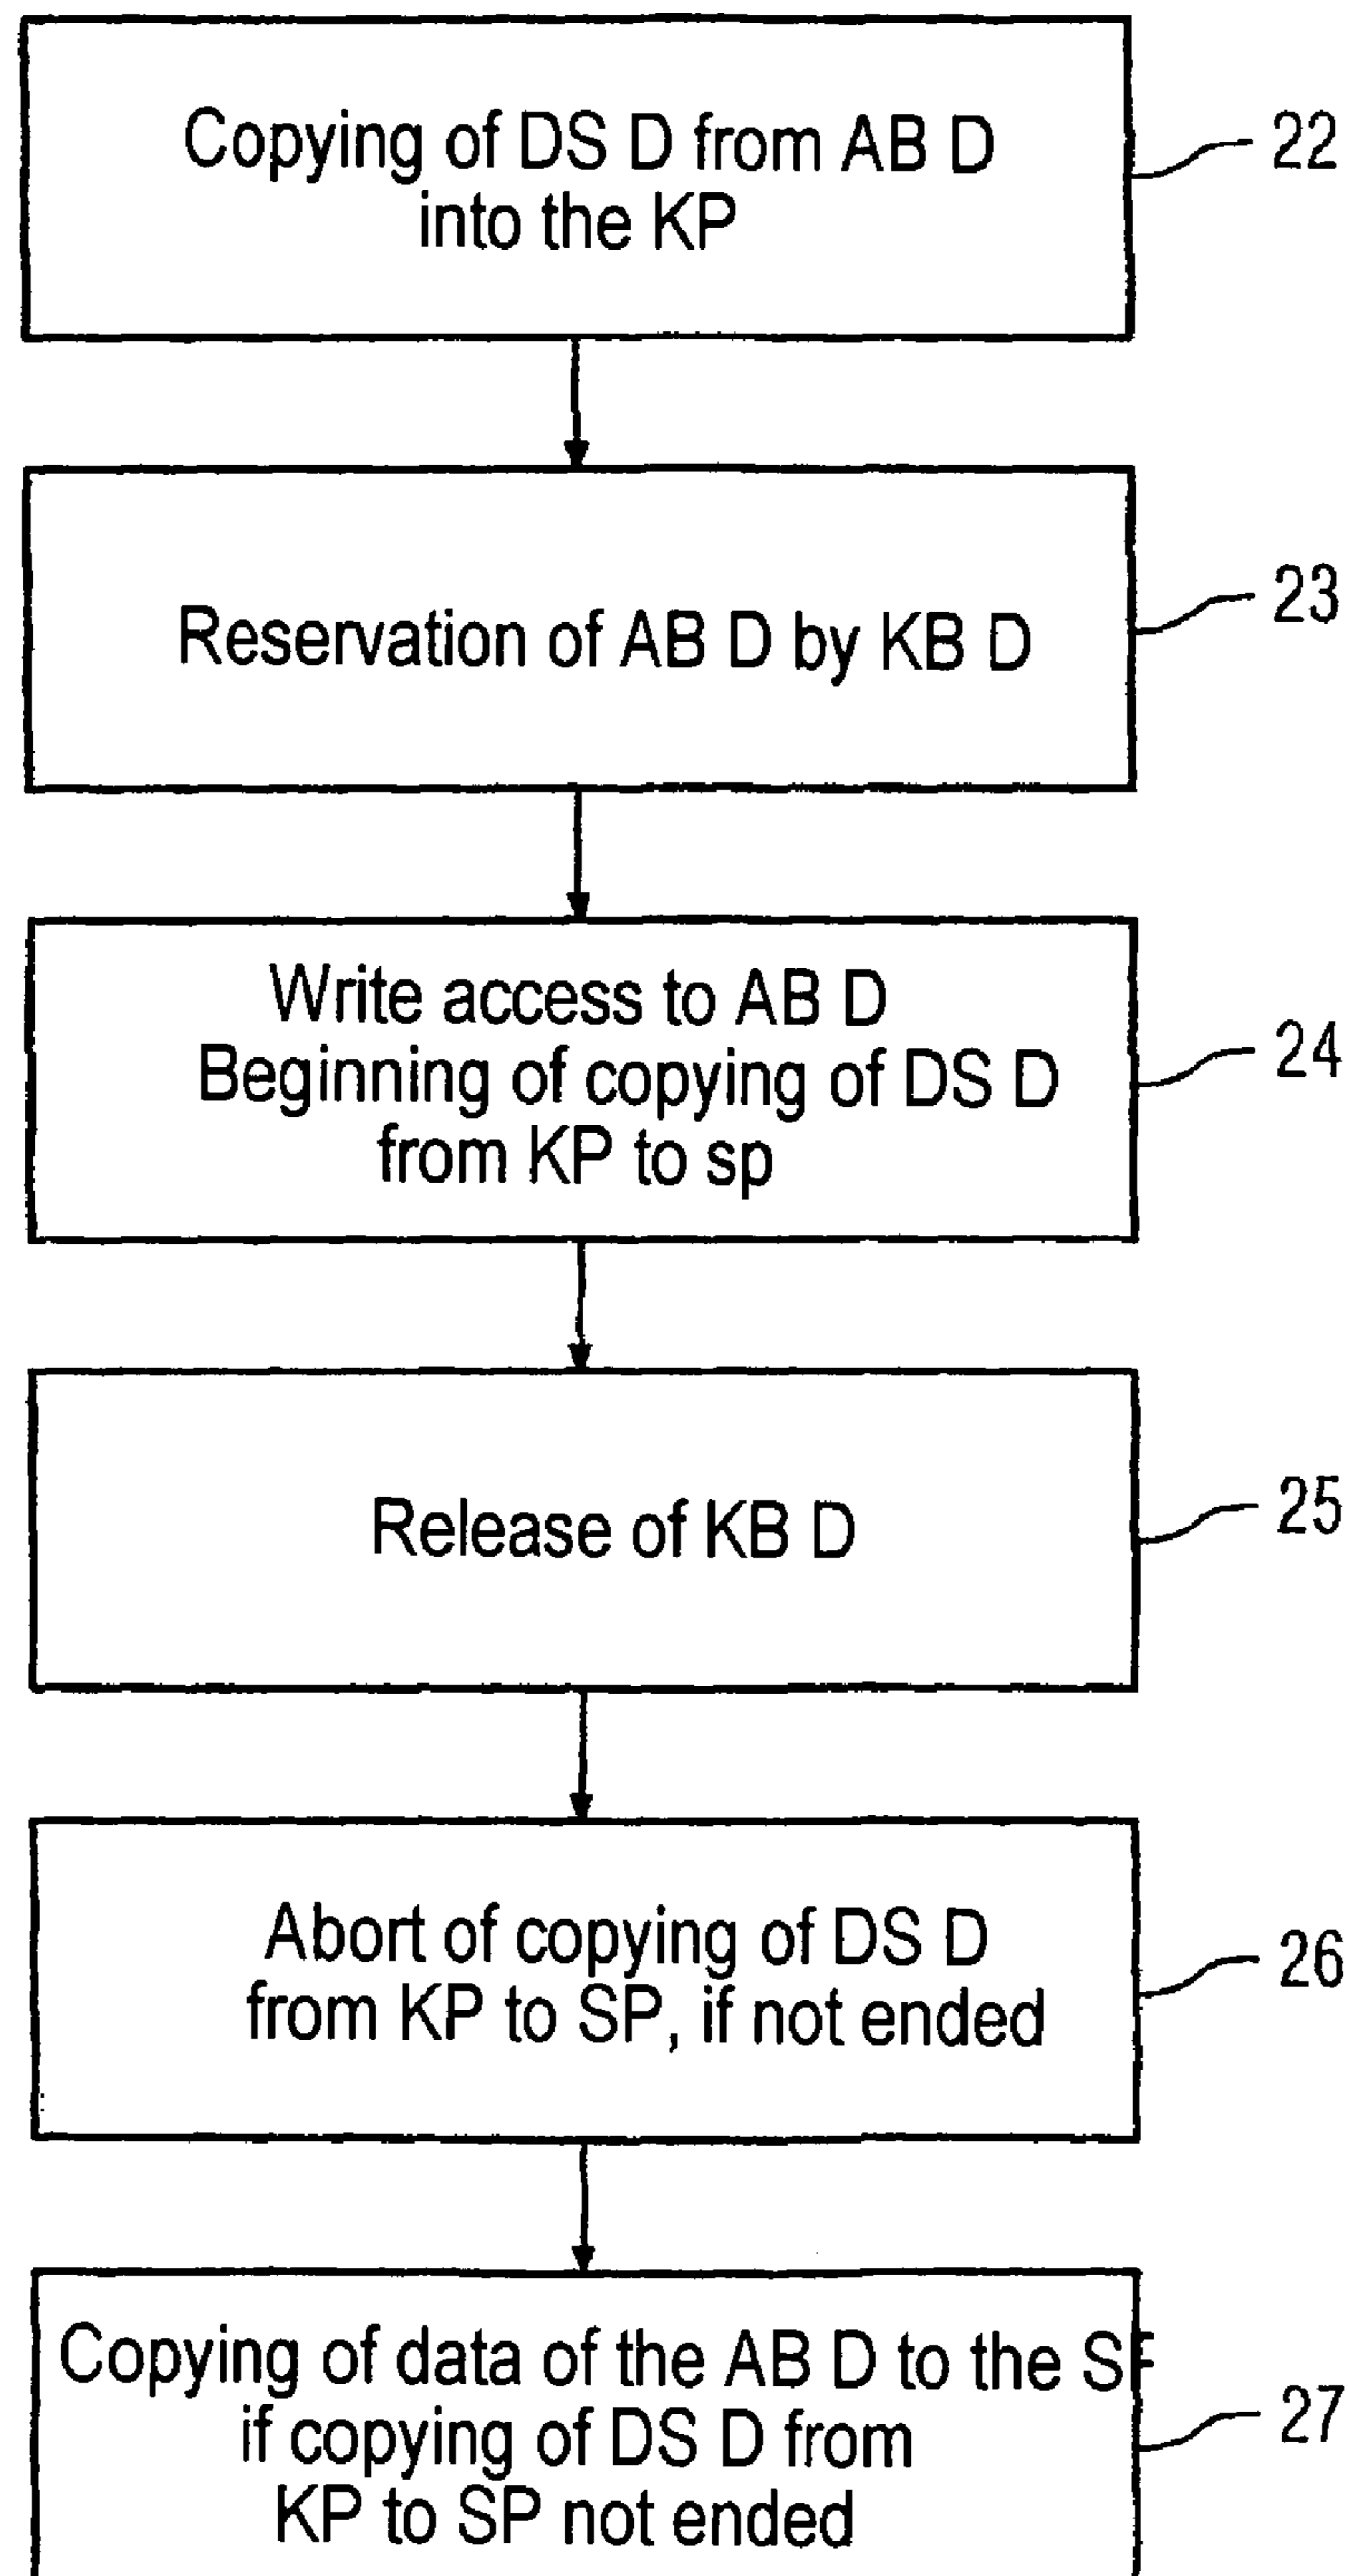 Copying of DS D from AB D
into the KP
22
Reservation of AB D by KB D
23
Write access to AB D
Beginning of copying of DS D
from KP to sp
24
Release of KB D
25
Abort of copying of DS D
from KP to SP, if not ended
26
Copying of data of the AB D to the
if copying of DS D from
KP to SP not ended
27